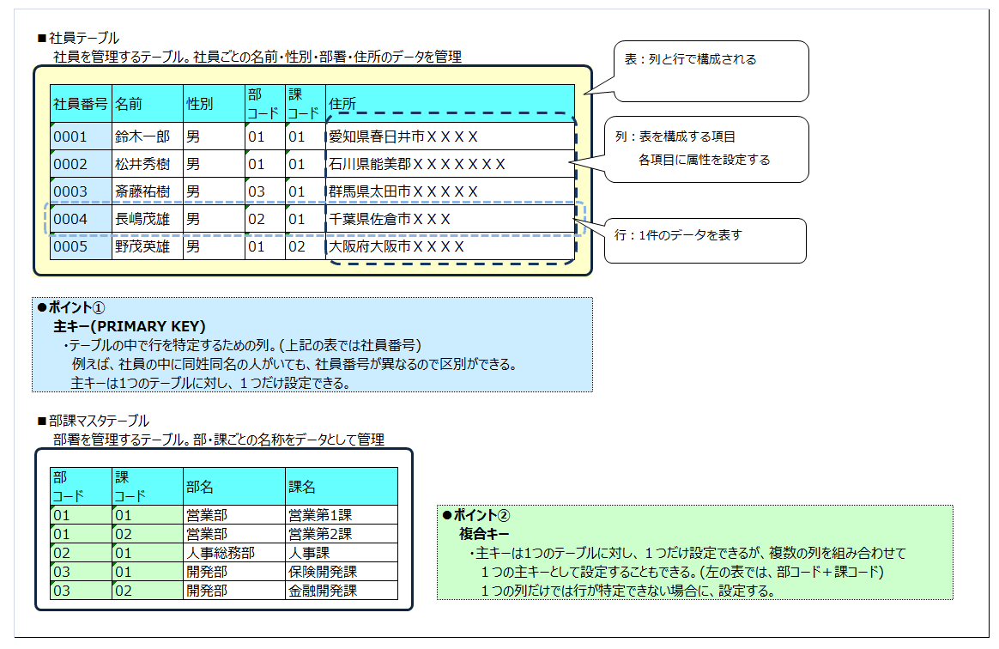 ■社員テーブル
社員を管理するテーブル。社員ごとの名前・性別・部署・住所のデータを管理
表：列と行で構成される
社員番号 名前 性別 部コード 課コード 住所
0001 鈴木一郎 男 01 01 愛知県春日井市ＸＸＸＸ
0002 松井秀樹 男 01 01 石川県能美郡ＸＸＸＸＸＸＸ
0003 斎藤祐樹 男 03 01 群馬県太田市ＸＸＸＸＸ
0004 長嶋茂雄 男 02 01 千葉県佐倉市ＸＸＸ
0005 野茂英雄 男 01 02 大阪府大阪市ＸＸＸＸ
列：表を構成する項目
各項目に属性を設定する
行：1件のデータを表す
●ポイント①
主キー(PRIMARY KEY)
・テーブルの中で行を特定するための列。(上記の表では社員番号)
例えば、社員の中に同姓同名の人がいても、社員番号が異なるので区別ができる。
主キーは1つのテーブルに対し、１つだけ設定できる。
■部課マスタテーブル
部署を管理するテーブル。部・課ごとの名称をデータとして管理
部コード 課コード 部名 課名
01 01 営業部 営業第1課
01 02 営業部 営業第2課
02 01 人事総務部 人事課
03 01 開発部 保険開発課
03 02 開発部 金融開発課
●ポイント②
複合キー
・主キーは1つのテーブルに対し、１つだけ設定できるが、複数の列を組み合わせて
１つの主キーとして設定することもできる。(左の表では、部コード＋課コード)
１つの列だけでは行が特定できない場合に、設定する。